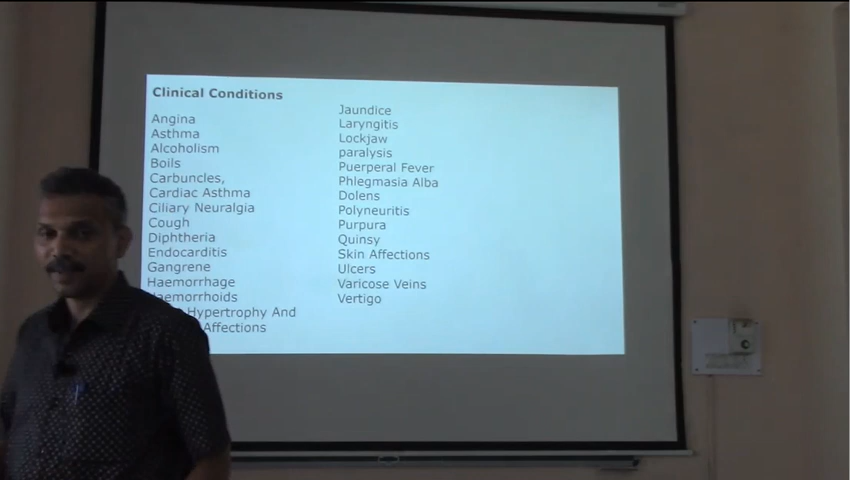 Clinical Conditions
Angina
Asthma
Alcoholism
Boils
Carbuncles,
Cardiac Asthma
Ciliary Neuralgia
Cough
Diphtheria
Endocarditis
Gangrene
Haemorrhage
Haemorrhoids
Hypertrophy And
Affections
Jaundice
Laryngitis
Lockjaw
paralysis
Puerperal Fever
Phlegmasia Alba
Dolens
Polyneuritis
Purpura
Quinsy
Skin Affections
Ulcers
Varicose Veins
Vertigo